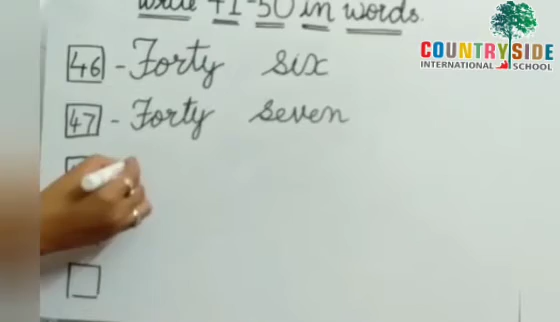 write 41-50 in words.
46 - Forty six
47 - Forty seven
COUNTRYSIDE
INTERNATIONAL SCHOOL